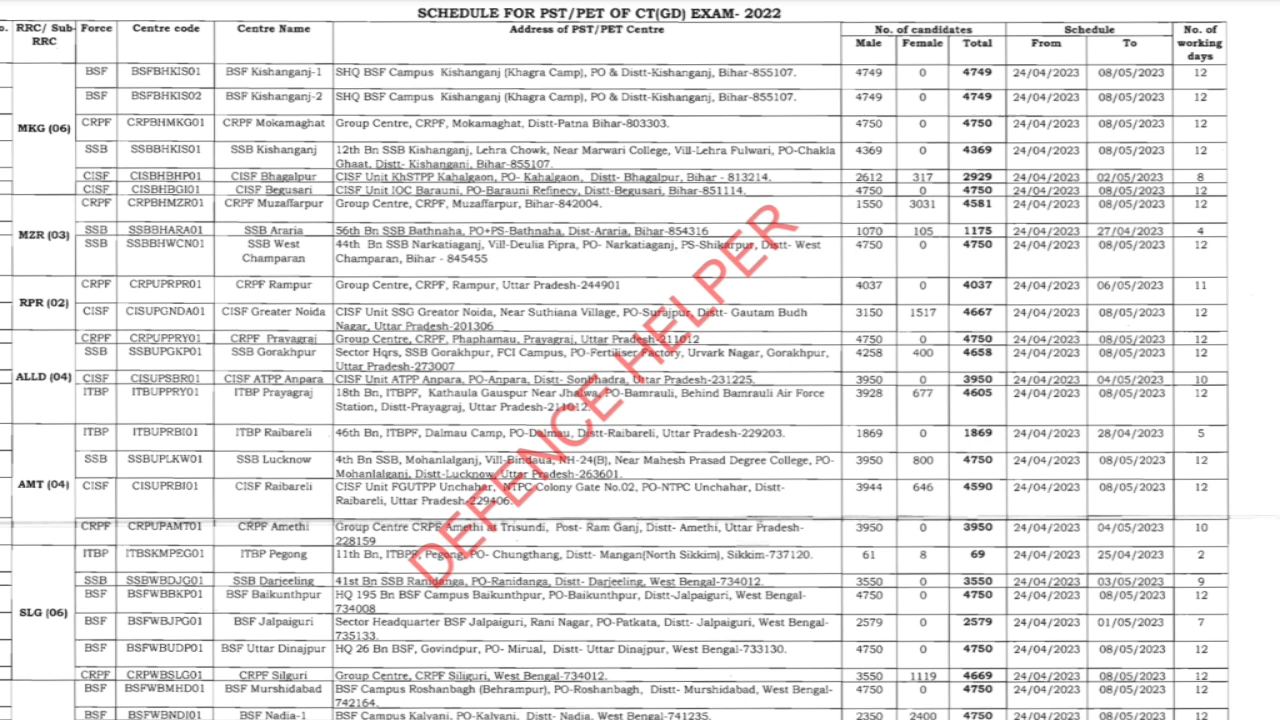 SCHEDULE FOR PST/PET OF CT(GD) EXAM- 2022
o. RRC/ Sub- RRC Force Centre code Centre Name Address of PST/PET Centre No. of candidates Schedule No. of working days
Male Female Total From To
BSF BSFBHKIS01 BSF Kishanganj-1 SHQ BSF Campus Kishanganj (Khagra Camp), PO & Distt-Kishanganj, Bihar-855107. 4749 0 4749 24/04/2023 08/05/2023 12
BSF BSFBHKIS02 BSF Kishanganj-2 SHQ BSF Campus Kishanganj (Khagra Camp), PO & Distt-Kishanganj, Bihar-855107. 4749 0 4749 24/04/2023 08/05/2023 12
MKG (06) CRPF CRPBHMKG01 CRPF Mokamaghat Group Centre, CRPF, Mokamaghat, Distt-Patna Bihar-803303. 4750 0 4750 24/04/2023 08/05/2023 12
SSB SSBBHKIS01 SSB Kishanganj 12th Bn SSB Kishanganj, Lehra Chowk, Near Marwari College, Vill-Lehra Fulwari, PO-Chakla 4369 0 4369 24/04/2023 08/05/2023 12
Ghaat, Distt- Kishanganj, Bihar-855107.
CISF CISBHBHP01 CISF Bhagalpur CISF Unit KhSTPP Kahalgaon, PO- Kahalgaon, Distt- Bhagalpur, Bihar - 813214. 2612 317 2929 24/04/2023 02/05/2023 8
CISF CISBHBGI01 CISF Begusari CISF Unit IOC Barauni, PO-Barauni Refinecy, Distt-Begusari, Bihar-851114. 4750 0 4750 24/04/2023 08/05/2023 12
CRPF CRPBHMZR01 CRPF Muzaffarpur Group Centre, CRPF, Muzaffarpur, Bihar-842004. 1550 3031 4581 24/04/2023 08/05/2023 12
MZR (03) SSB SSBBHARA01 SSB Araria 56th Bn SSB Bathnaha, PO+PS-Bathnaha, Dist-Araria, Bihar-854316 1070 105 1175 24/04/2023 27/04/2023 4
SSB SSBBHWCN01 SSB West 44th Bn SSB Narkatiaganj, Vill-Deulia Pipra, PO- Narkatiaganj, PS-Shikarpur, Distt- West 4750 0 4750 24/04/2023 08/05/2023 12
Champaran Champaran, Bihar - 845455
RPR (02) CRPF CRPUPRPR01 CRPF Rampur Group Centre, CRPF, Rampur, Uttar Pradesh-244901 4037 0 4037 24/04/2023 06/05/2023 11
CISF CISUPGNDA01 CISF Greater Noida CISF Unit SSG Greator Noida, Near Suthiana Village, PO-Surajpur, Distt- Gautam Budh 3150 1517 4667 24/04/2023 08/05/2023 12
Nagar, Uttar Pradesh-201306
CRPF CRPUPPRY01 CRPF Prayagraj Group Centre, CRPF, Phaphamau, Prayagraj, Uttar Pradesh-211012 4750 0 4750 24/04/2023 08/05/2023 12
SSB SSBUPGKP01 SSB Gorakhpur Sector Hqrs, SSB Gorakhpur, FCI Campus, PO-Fertiliser Factory, Urvark Nagar, Gorakhpur, 4258 400 4658 24/04/2023 08/05/2023 12
Uttar Pradesh-273007
ALLD (04) CISF CISUPSBR01 CISF ATPP Anpara CISF Unit ATPP Anpara, PO-Anpara, Distt- Sonbhadra, Uttar Pradesh-231225. 3950 0 3950 24/04/2023 04/05/2023 10
ITBP ITBUPPRY01 ITBP Prayagraj 18th Bn, ITBPF, Kathaula Gauspur Near Jhalwa, PO-Bamrauli, Behind Bamrauli Air Force 3928 677 4605 24/04/2023 08/05/2023 12
Station, Distt-Prayagraj, Uttar Pradesh-211012.
ITBP ITBUPRBI01 ITBP Raibareli 46th Bn, ITBPF, Dalmau Camp, PO-Dalmau, Distt-Raibareli, Uttar Pradesh-229203. 1869 0 1869 24/04/2023 28/04/2023 5
SSB SSBUPLKW01 SSB Lucknow 4th Bn SSB, Mohanlalganj, Vill-Bindaua, NH-24(B), Near Mahesh Prasad Degree College, PO- 3950 800 4750 24/04/2023 08/05/2023 12
Mohanlalganj, Distt-Lucknow, Uttar Pradesh-263601.
AMT (04) CISF CISUPRBI01 CISF Raibareli CISF Unit FGUTPP Unchahar, NTPC Colony Gate No.02, PO-NTPC Unchahar, Distt- 3944 646 4590 24/04/2023 08/05/2023 12
Raibareli, Uttar Pradesh-229406.
CRPF CRPUPAMT01 CRPF Amethi Group Centre CRPF Amethi at Trisundi, Post- Ram Ganj, Distt- Amethi, Uttar Pradesh- 3950 0 3950 24/04/2023 04/05/2023 10
228159
ITBP ITBSKMPEG01 ITBP Pegong 11th Bn, ITBPF, Pegong, PO- Chungthang, Distt- Mangan(North Sikkim), Sikkim-737120. 61 8 69 24/04/2023 25/04/2023 2
SSB SSBWBDJG01 SSB Darjeeling 41st Bn SSB Ranidanga, PO-Ranidanga, Distt- Darjeeling, West Bengal-734012. 3550 0 3550 24/04/2023 03/05/2023 9
BSF BSFWBBKP01 BSF Baikunthpur HQ 195 Bn BSF Campus Baikunthpur, PO-Baikunthpur, Distt-Jalpaiguri, West Bengal- 4750 0 4750 24/04/2023 08/05/2023 12
734008
SLG (06) BSF BSFWBJPG01 BSF Jalpaiguri Sector Headquarter BSF Jalpaiguri, Rani Nagar, PO-Patkata, Distt- Jalpaiguri, West Bengal- 2579 0 2579 24/04/2023 01/05/2023 7
735133.
BSF BSFWBUDP01 BSF Uttar Dinajpur HQ 26 Bn BSF, Govindpur, PO- Mirual, Distt- Uttar Dinajpur, West Bengal-733130. 4750 0 4750 24/04/2023 08/05/2023 12
CRPF CRPWBSLG01 CRPF Silguri Group Centre, CRPF Siliguri, West Bengal-734012. 3550 1119 4669 24/04/2023 08/05/2023 12
BSF BSFWBMHD01 BSF Murshidabad BSF Campus Roshanbagh (Behrampur), PO-Roshanbagh, Distt- Murshidabad, West Bengal- 4750 0 4750 24/04/2023 08/05/2023 12
742164.
BSF BSFWBNDI01 BSF Nadia-1 BSF Campus Kalyani, PO-Kalyani, Distt- Nadia, West Bengal-741235. 2350 2400 4750 24/04/2023 08/05/2023 12
DEFENCE HELPER